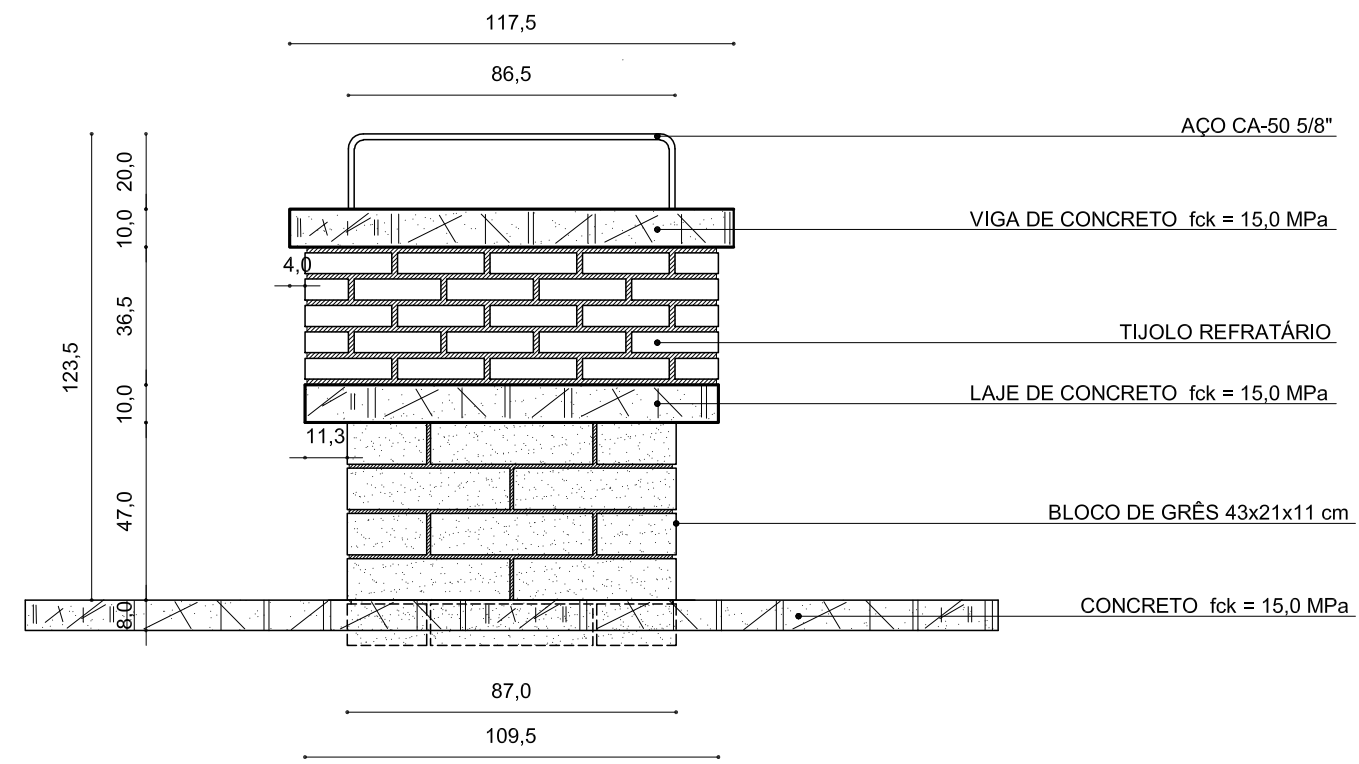 117,5
86,5
AÇO CA-50 5/8"
20,0
10,0
VIGA DE CONCRETO fck = 15,0 MPa
4,0
36,5
TIJOLO REFRATÁRIO
123,5
10,0
LAJE DE CONCRETO fck = 15,0 MPa
11,3
47,0
BLOCO DE GRÊS 43x21x11 cm
8,0
CONCRETO fck = 15,0 MPa
87,0
109,5